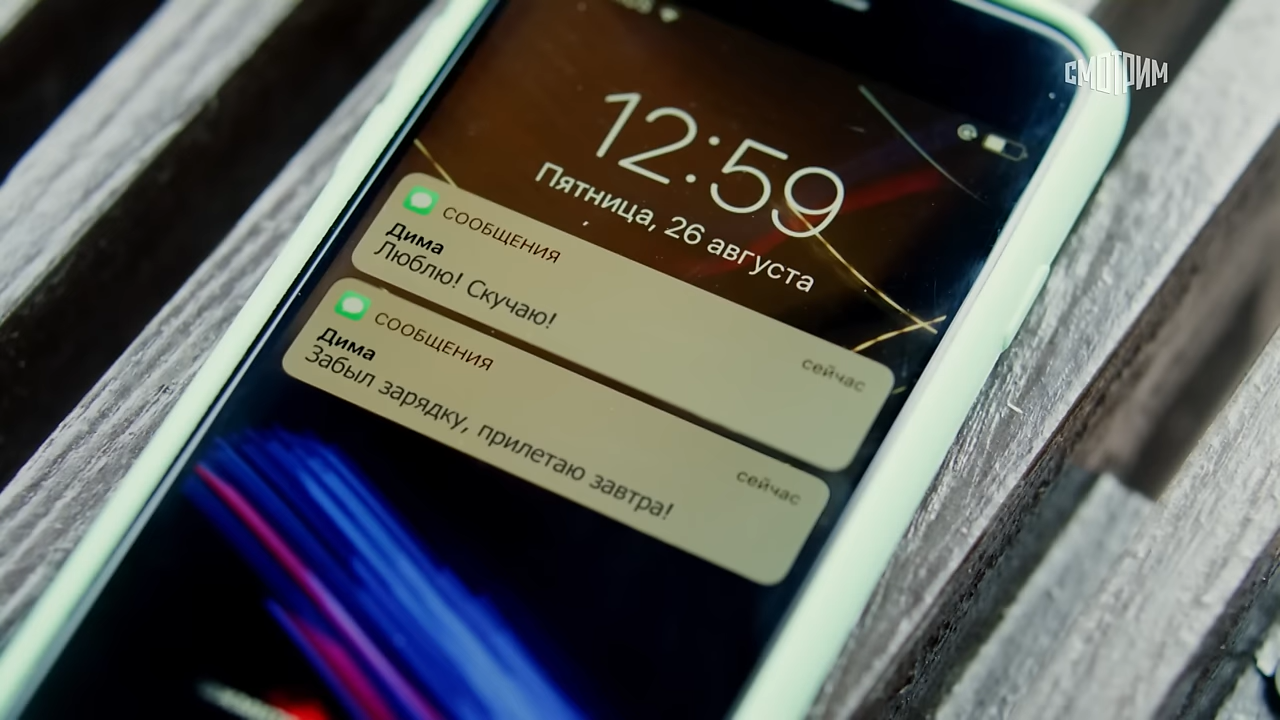 СМОТРИМ
12:59
Пятница, 26 августа
СООБЩЕНИЯ
сейчас
Дима
Люблю! Скучаю!
СООБЩЕНИЯ
сейчас
Дима
Забыл зарядку, прилетаю завтра!